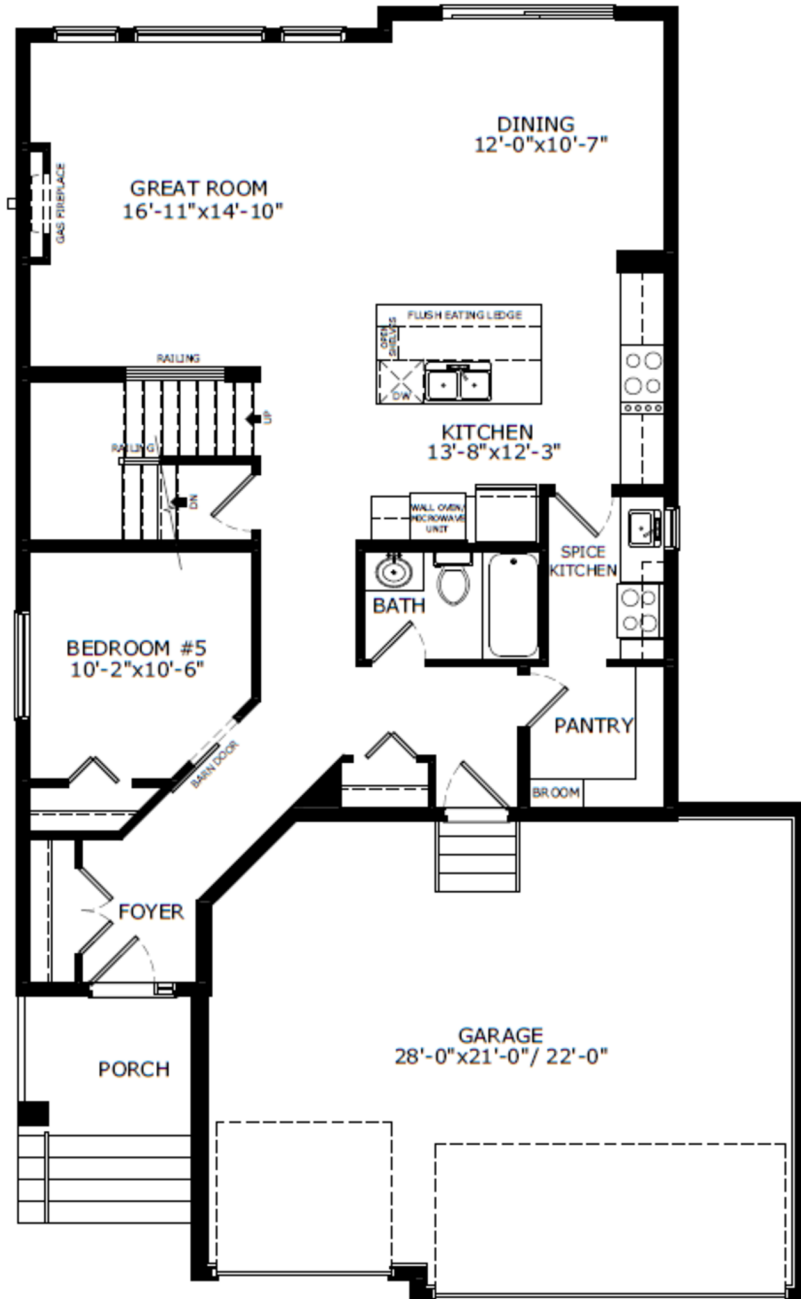 DINING
12'-0"x10'-7"
GREAT ROOM
16'-11"x14'-10"
GAS FIREPLACE
FLUSH EATING LEDGE
OPEN
SHELVES
DW
RAILING
UP
RAILING
DN
KITCHEN
13'-8"x12'-3"
WALL OVEN/
MICROWAVE
UNIT
SPICE
KITCHEN
BATH
BEDROOM #5
10'-2"x10'-6"
BARN DOOR
PANTRY
BROOM
FOYER
PORCH
GARAGE
28'-0"x21'-0"/ 22'-0"